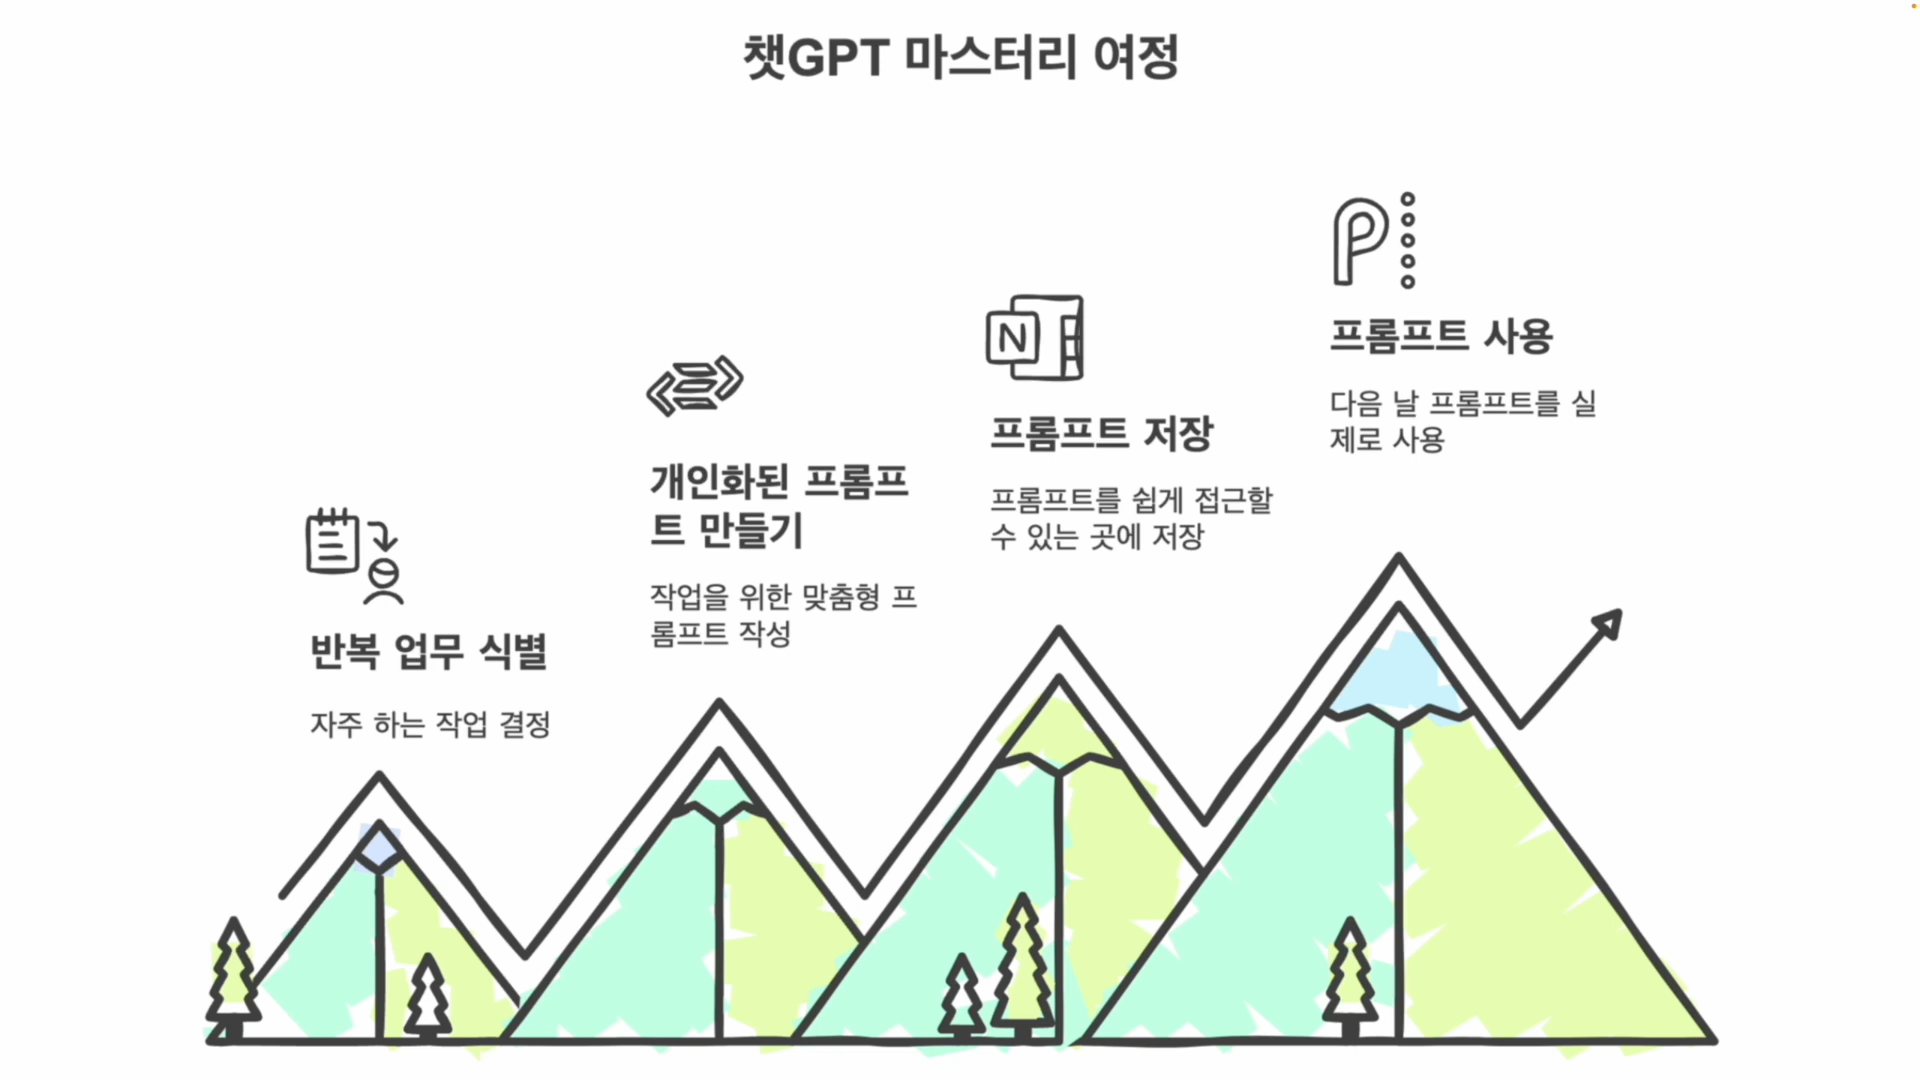 챗GPT 마스터리 여정
P
프롬프트 사용
다음 날 프롬프트를 실
제로 사용
N
프롬프트 저장
프롬프트를 쉽게 접근할
수 있는 곳에 저장
개인화된 프롬프
트 만들기
작업을 위한 맞춤형 프
롬프트 작성
반복 업무 식별
자주 하는 작업 결정